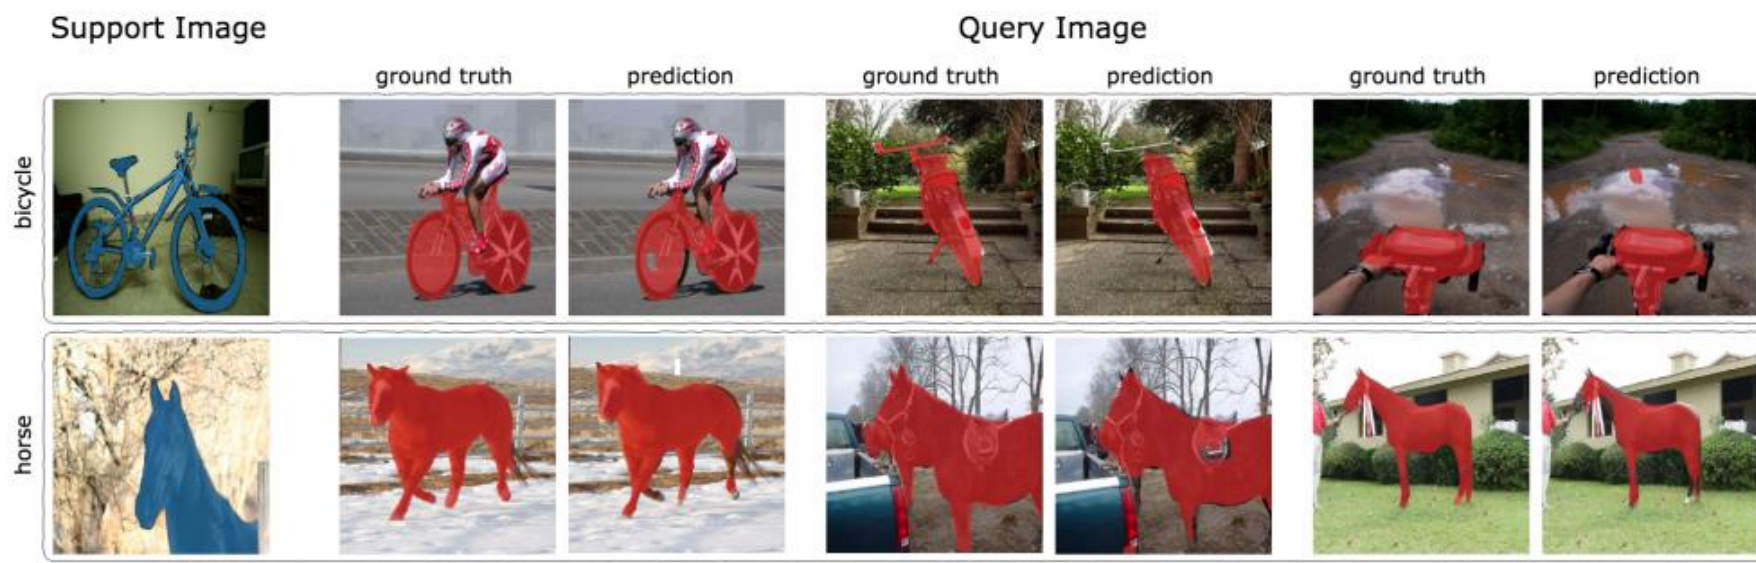 Support Image
Query Image
ground truth
prediction
ground truth
prediction
ground truth
prediction
bicycle
horse